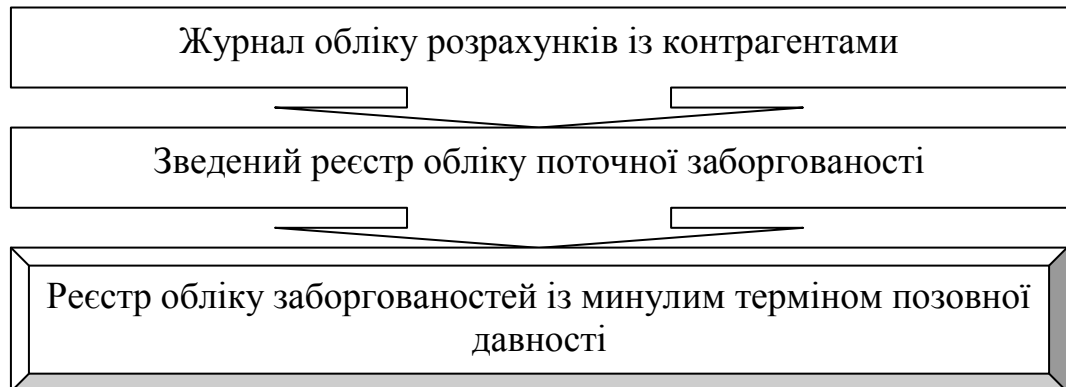 Журнал обліку розрахунків із контрагентами
Зведений реєстр обліку поточної заборгованості
Реєстр обліку заборгованостей із минулим терміном позовної
давності